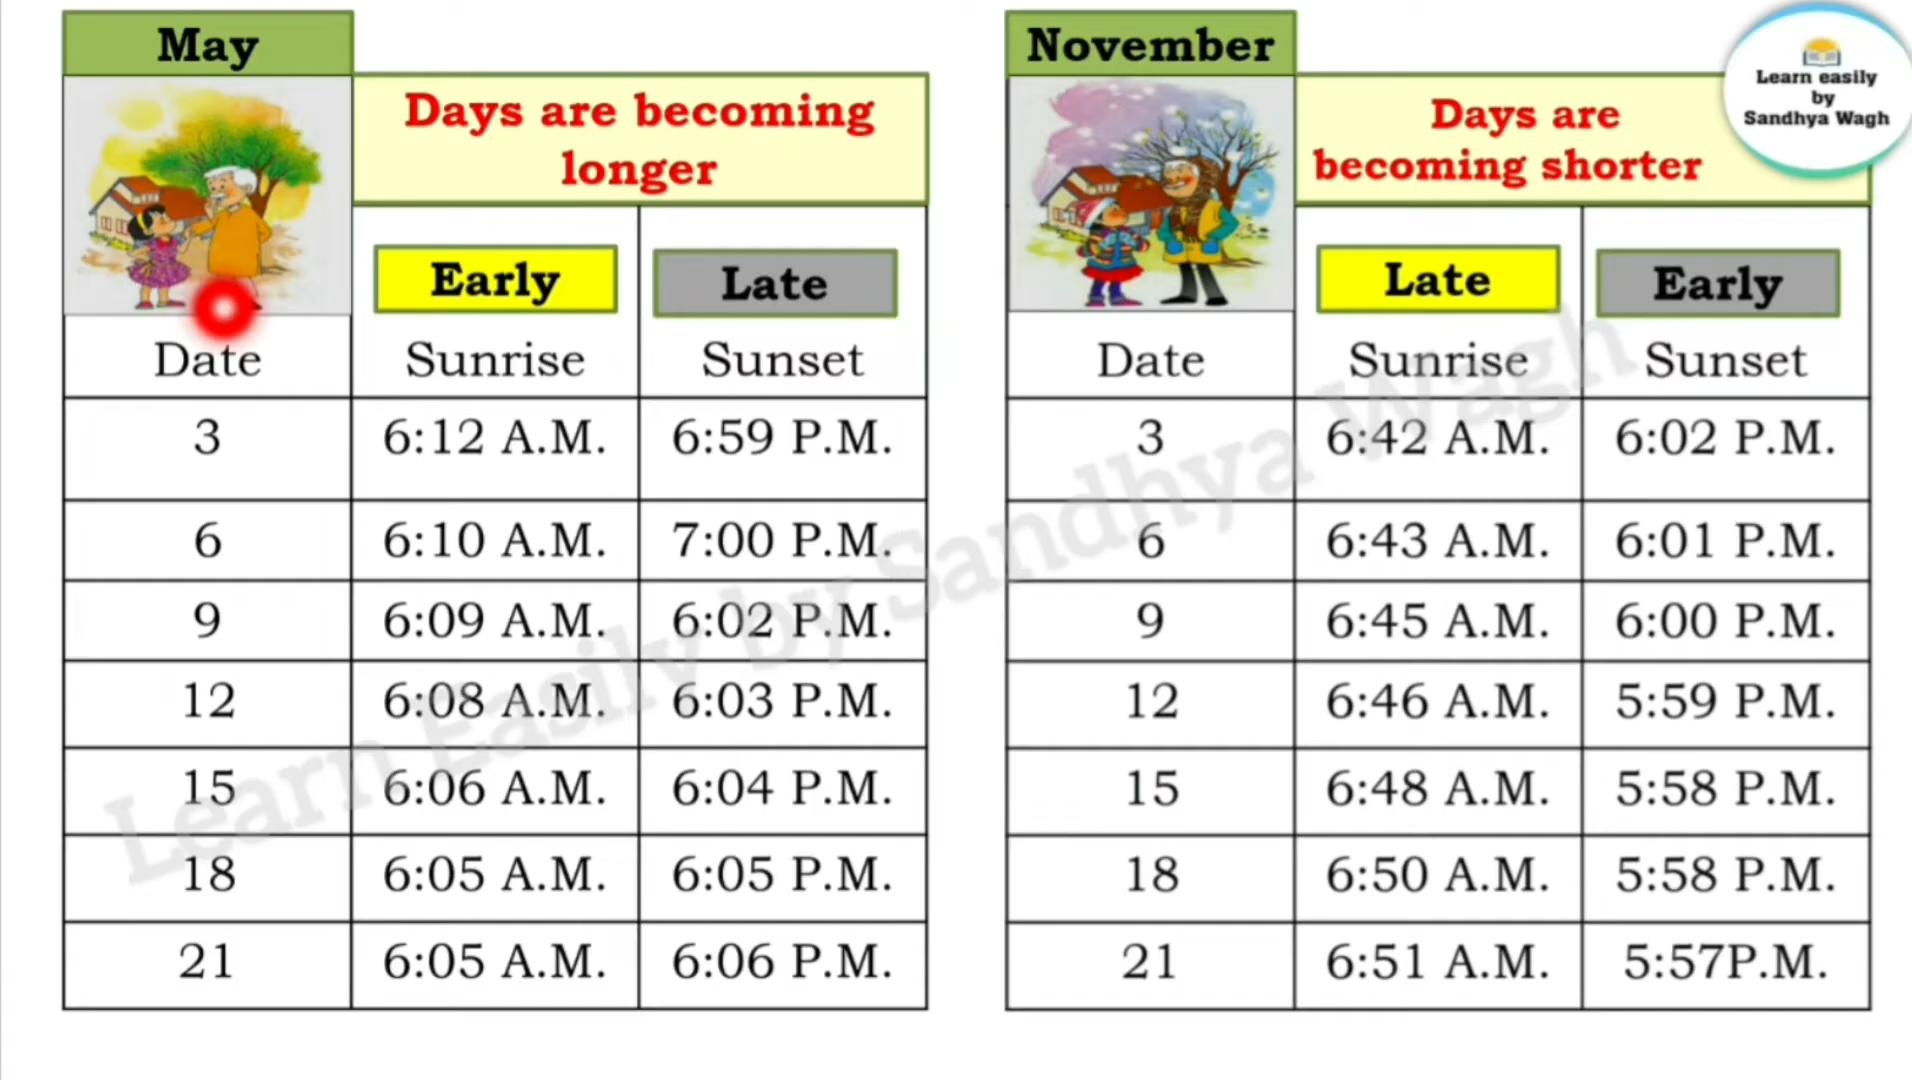 May
Days are becoming
longer
Early Late
Date Sunrise Sunset
3 6:12 A.M. 6:59 P.M.
6 6:10 A.M. 7:00 P.M.
9 6:09 A.M. 6:02 P.M.
12 6:08 A.M. 6:03 P.M.
15 6:06 A.M. 6:04 P.M.
18 6:05 A.M. 6:05 P.M.
21 6:05 A.M. 6:06 P.M.
November
Days are
becoming shorter
Late Early
Date Sunrise Sunset
3 6:42 A.M. 6:02 P.M.
6 6:43 A.M. 6:01 P.M.
9 6:45 A.M. 6:00 P.M.
12 6:46 A.M. 5:59 P.M.
15 6:48 A.M. 5:58 P.M.
18 6:50 A.M. 5:58 P.M.
21 6:51 A.M. 5:57P.M.
Learn easily
by
Sandhya Wagh
Learn Easily by Sandhya Wagh